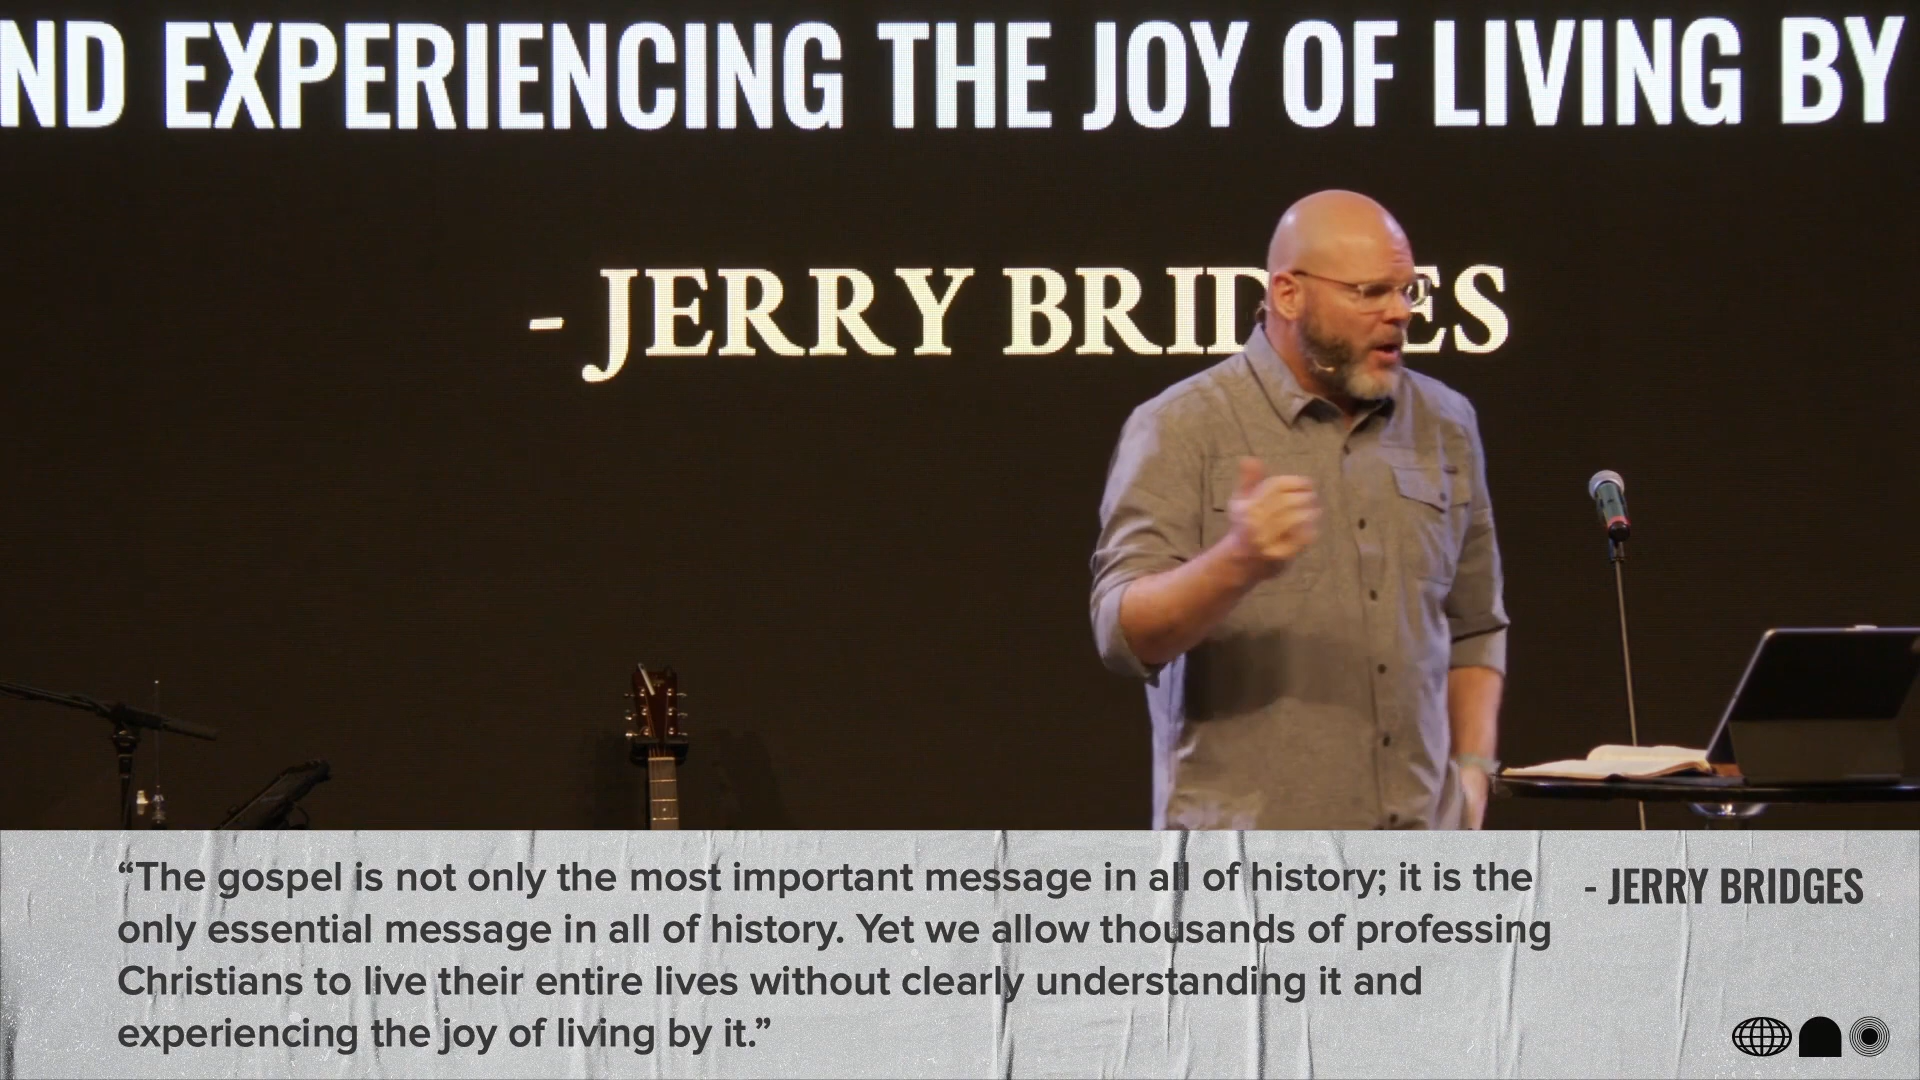 ND EXPERIENCING THE JOY OF LIVING BY
- JERRY BRIDGES
“The gospel is not only the most important message in all of history; it is the
only essential message in all of history. Yet we allow thousands of professing
Christians to live their entire lives without clearly understanding it and
experiencing the joy of living by it.”
- JERRY BRIDGES